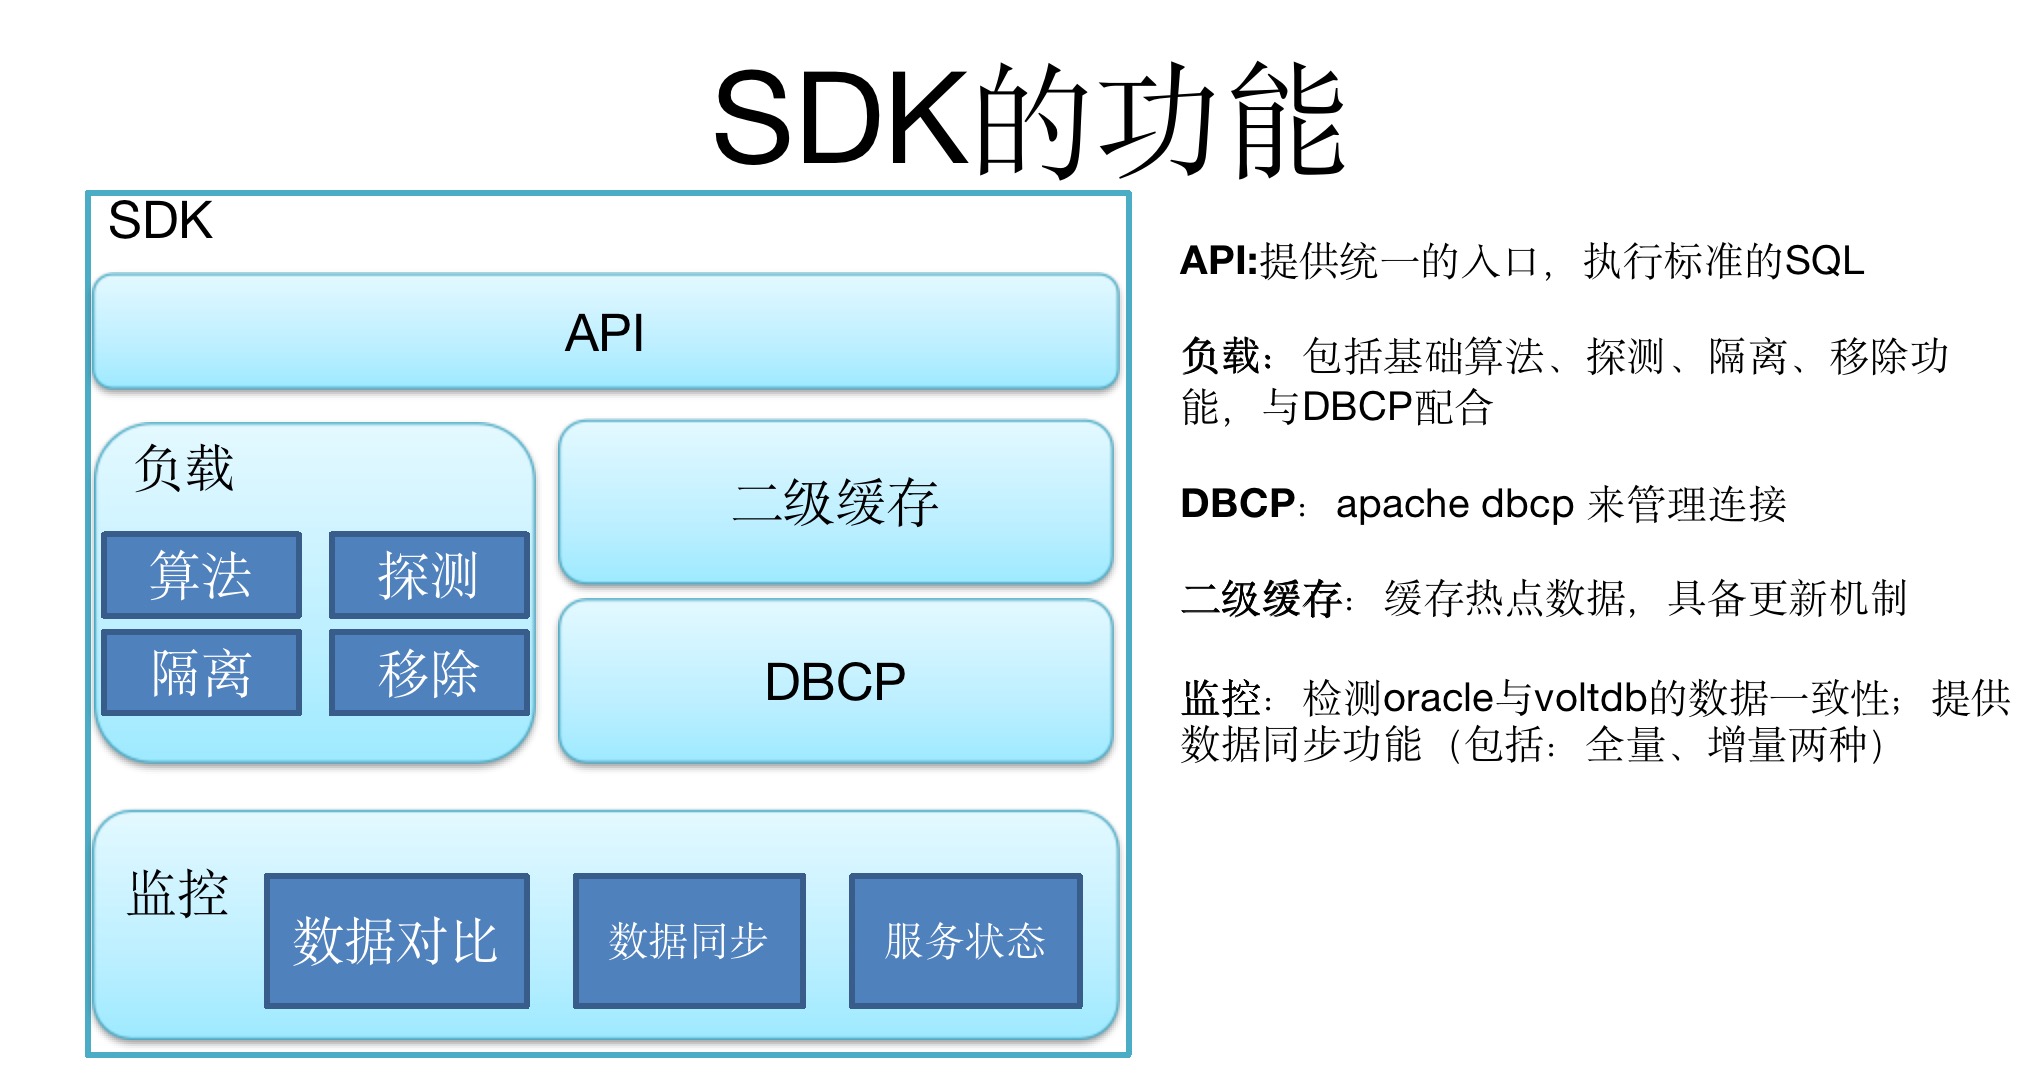 SDK的功能
SDK
API
负载
算法
探测
隔离
移除
二级缓存
DBCP
监控
数据对比
数据同步
服务状态
API:提供统一的入口，执行标准的SQL
负载：包括基础算法、探测、隔离、移除功
能，与DBCP配合
DBCP：apache dbcp 来管理连接
二级缓存：缓存热点数据，具备更新机制
监控：检测oracle与voltdb的数据一致性；提供
数据同步功能（包括：全量、增量两种）